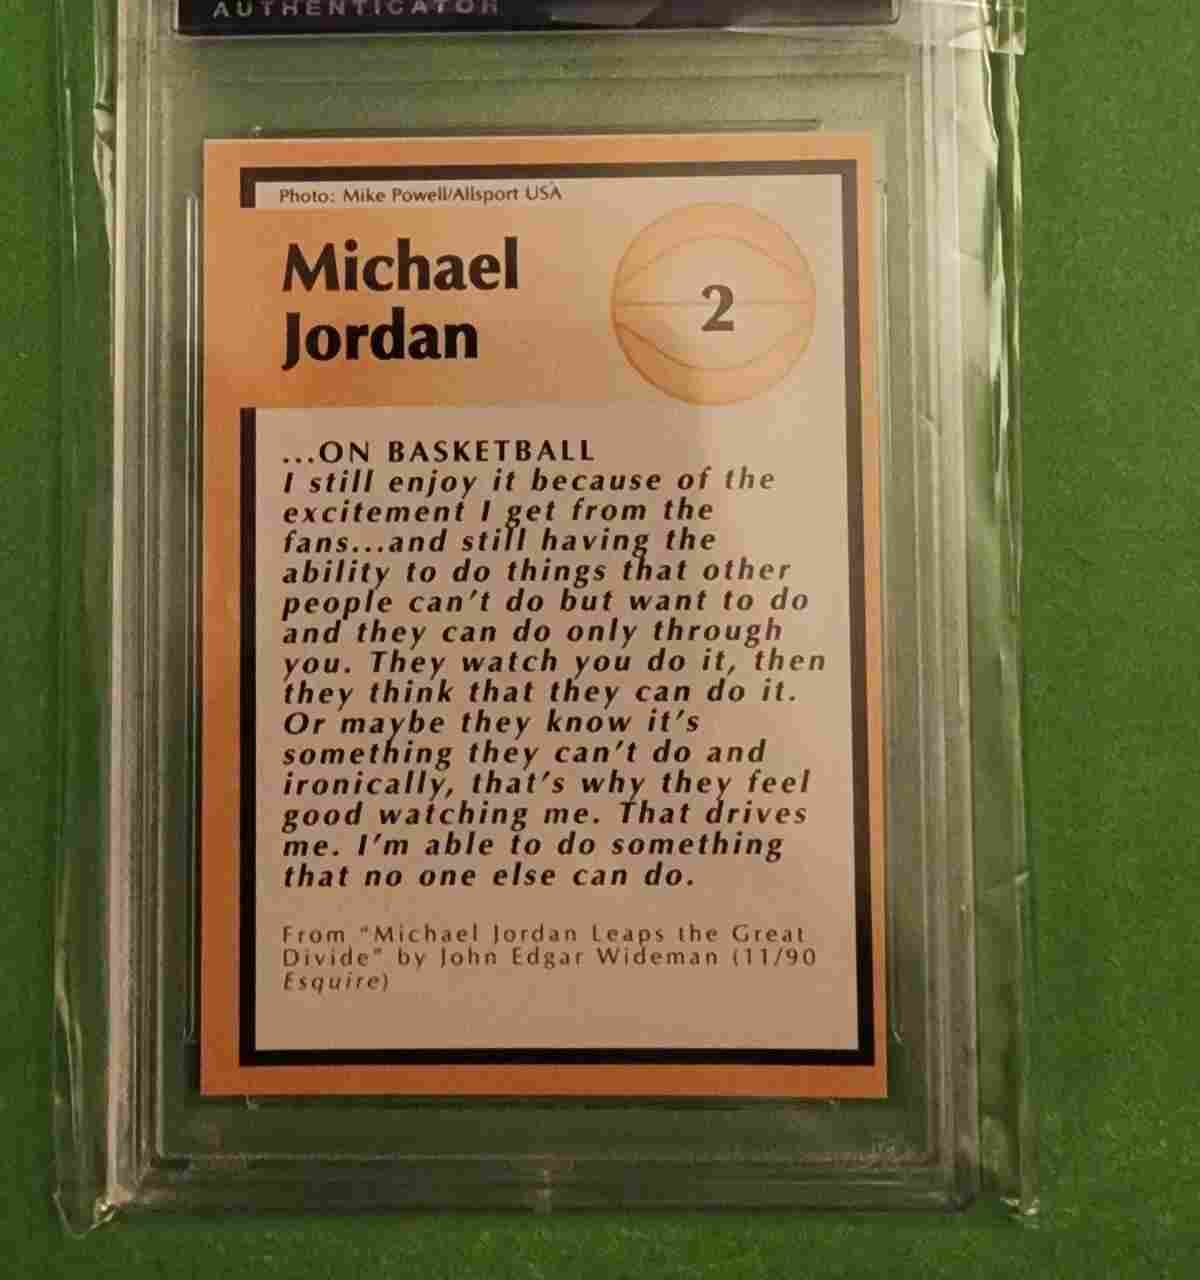 AUTHENTICATOR
Photo: Mike Powell/Allsport USA
Michael
Jordan
2
...ON BASKETBALL
I still enjoy it because of the
excitement I get from the
fans...and still having the
ability to do things that other
people can't do but want to do
and they can do only through
you. They watch you do it, then
they think that they can do it.
Or maybe they know it's
something they can't do and
ironically, that's why they feel
good watching me. That drives
me. I'm able to do something
that no one else can do.
From "Michael Jordan Leaps the Great
Divide" by John Edgar Wideman (11/90
Esquire)